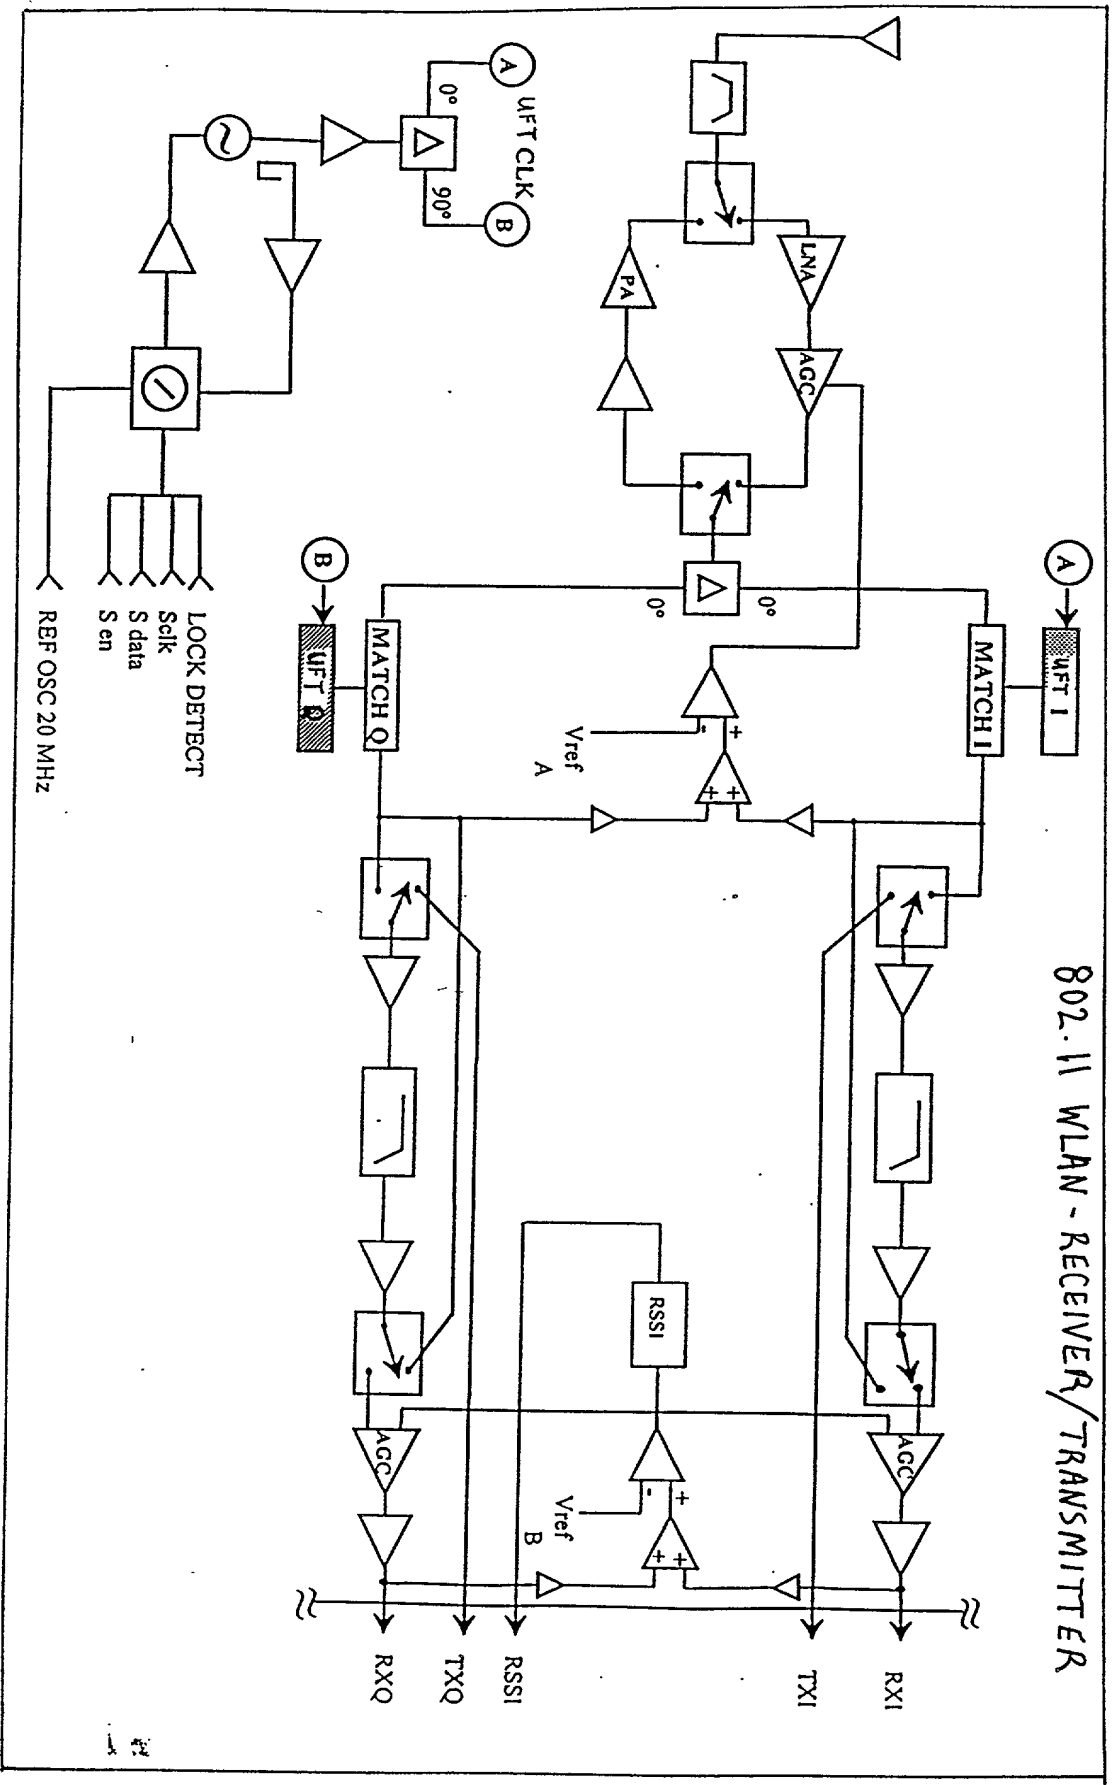 802.11 WLAN - RECEIVER/TRANSMITTER
A
UFT I
MATCH I
LNA
AGC
PA
0°
0°
Vref
A
+
-
+
+
B
UFT Q
MATCH Q
A
UFT CLK
B
0°
90°
LOCK DETECT
Sclk
S data
S en
REF OSC 20 MHz
AGC
RSSI
+
-
+
+
Vref
B
AGC
RXI
TXI
RSSI
TXQ
RXQ